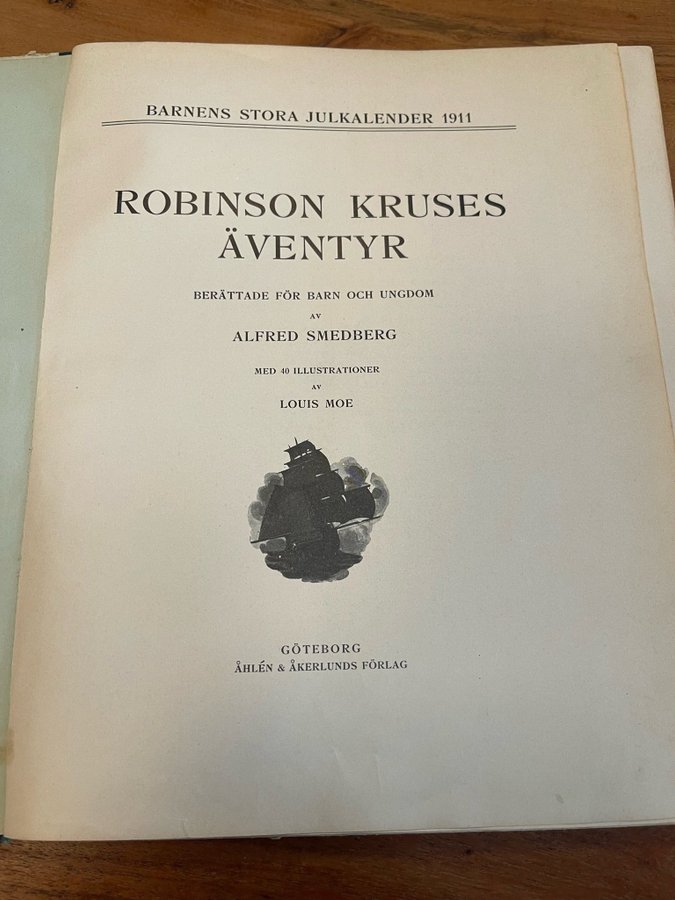 BARNENS STORA JULKALENDER 1911
ROBINSON KRUSES
ÄVENTYR
BERÄTTADE FÖR BARN OCH UNGDOM
AV
ALFRED SMEDBERG
MED 40 ILLUSTRATIONER
AV
LOUIS MOE
GÖTEBORG
ÅHLÉN & ÅKERLUNDS FÖRLAG